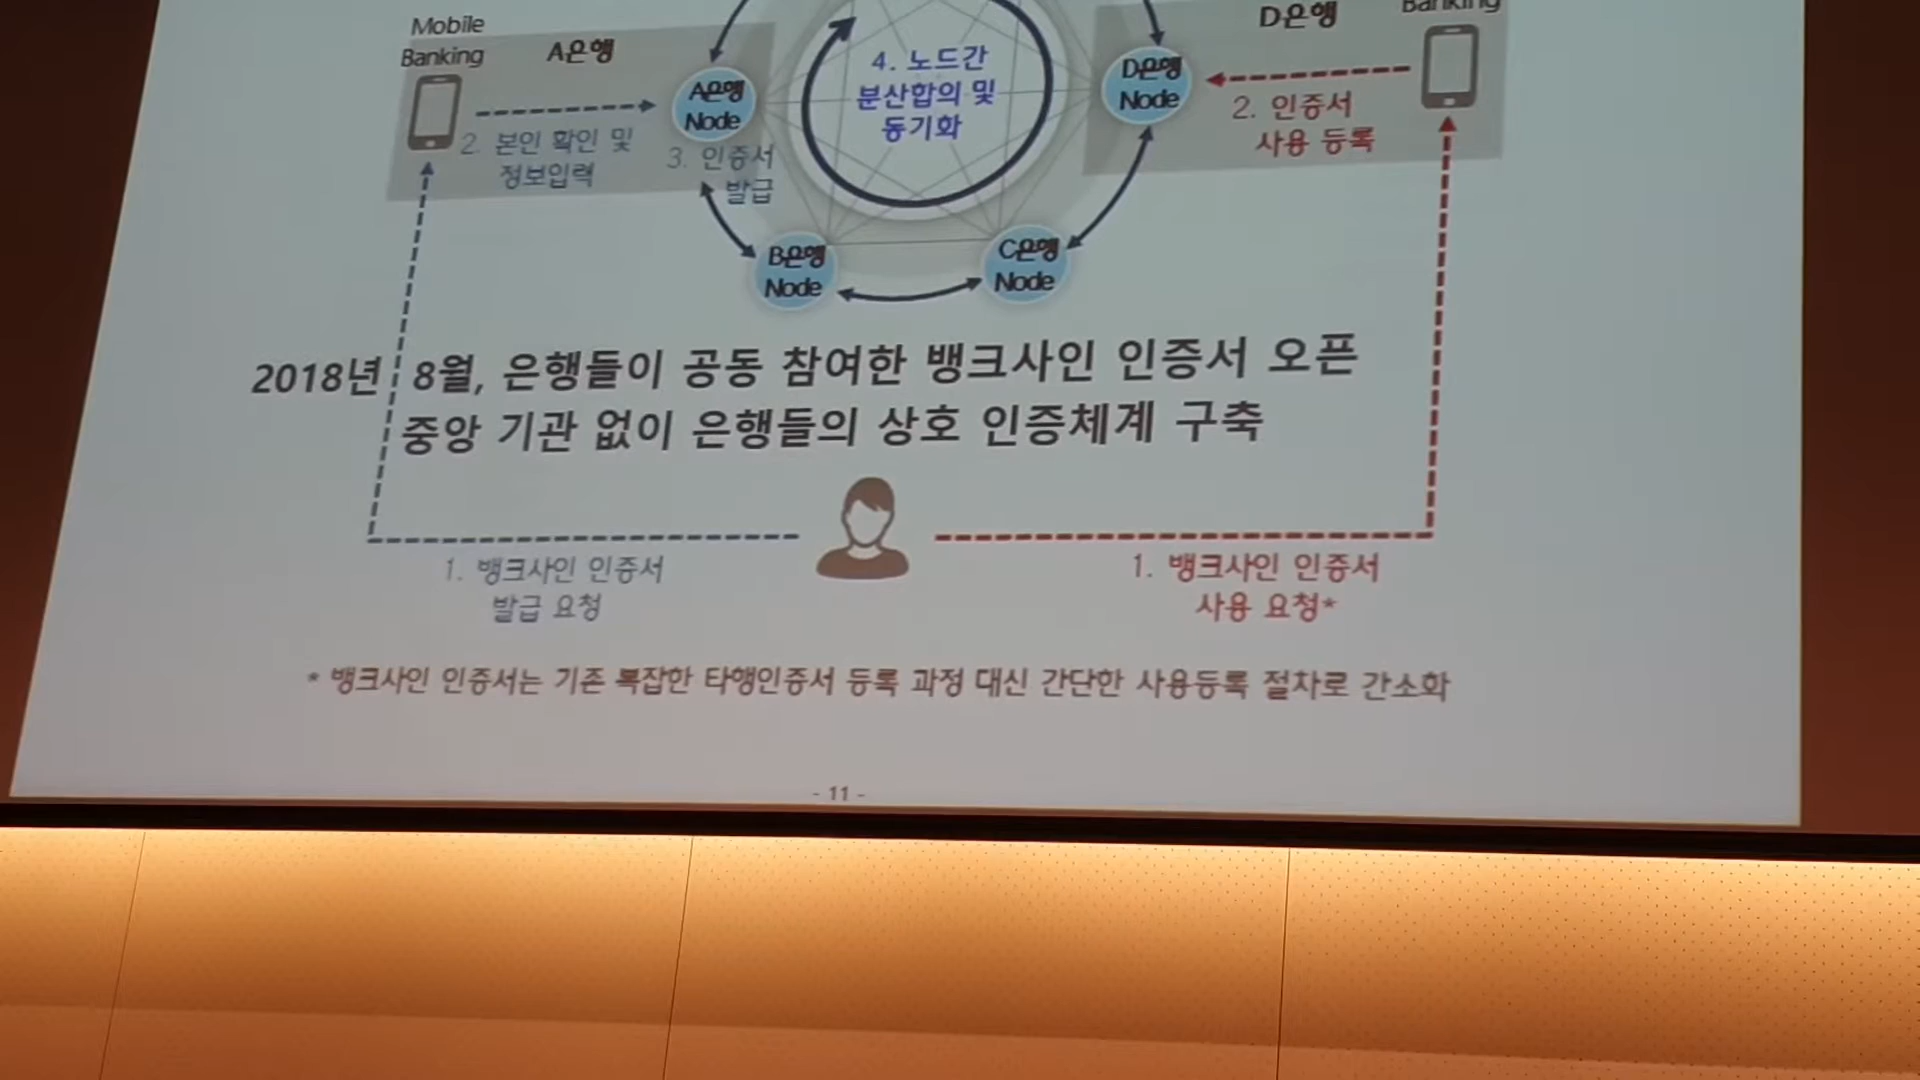 Mobile
Banking
A은행
A은행
Node
2. 본인 확인 및
정보입력
3. 인증서
발급
4. 노드간
분산합의 및
동기화
D은행
Banking
D은행
Node
2. 인증서
사용 등록
B은행
Node
C은행
Node
2018년 8월, 은행들이 공동 참여한 뱅크사인 인증서 오픈
중앙 기관 없이 은행들의 상호 인증체계 구축
1. 뱅크사인 인증서
발급 요청
1. 뱅크사인 인증서
사용 요청*
* 뱅크사인 인증서는 기존 복잡한 타행인증서 등록 과정 대신 간단한 사용등록 절차로 간소화
- 11 -